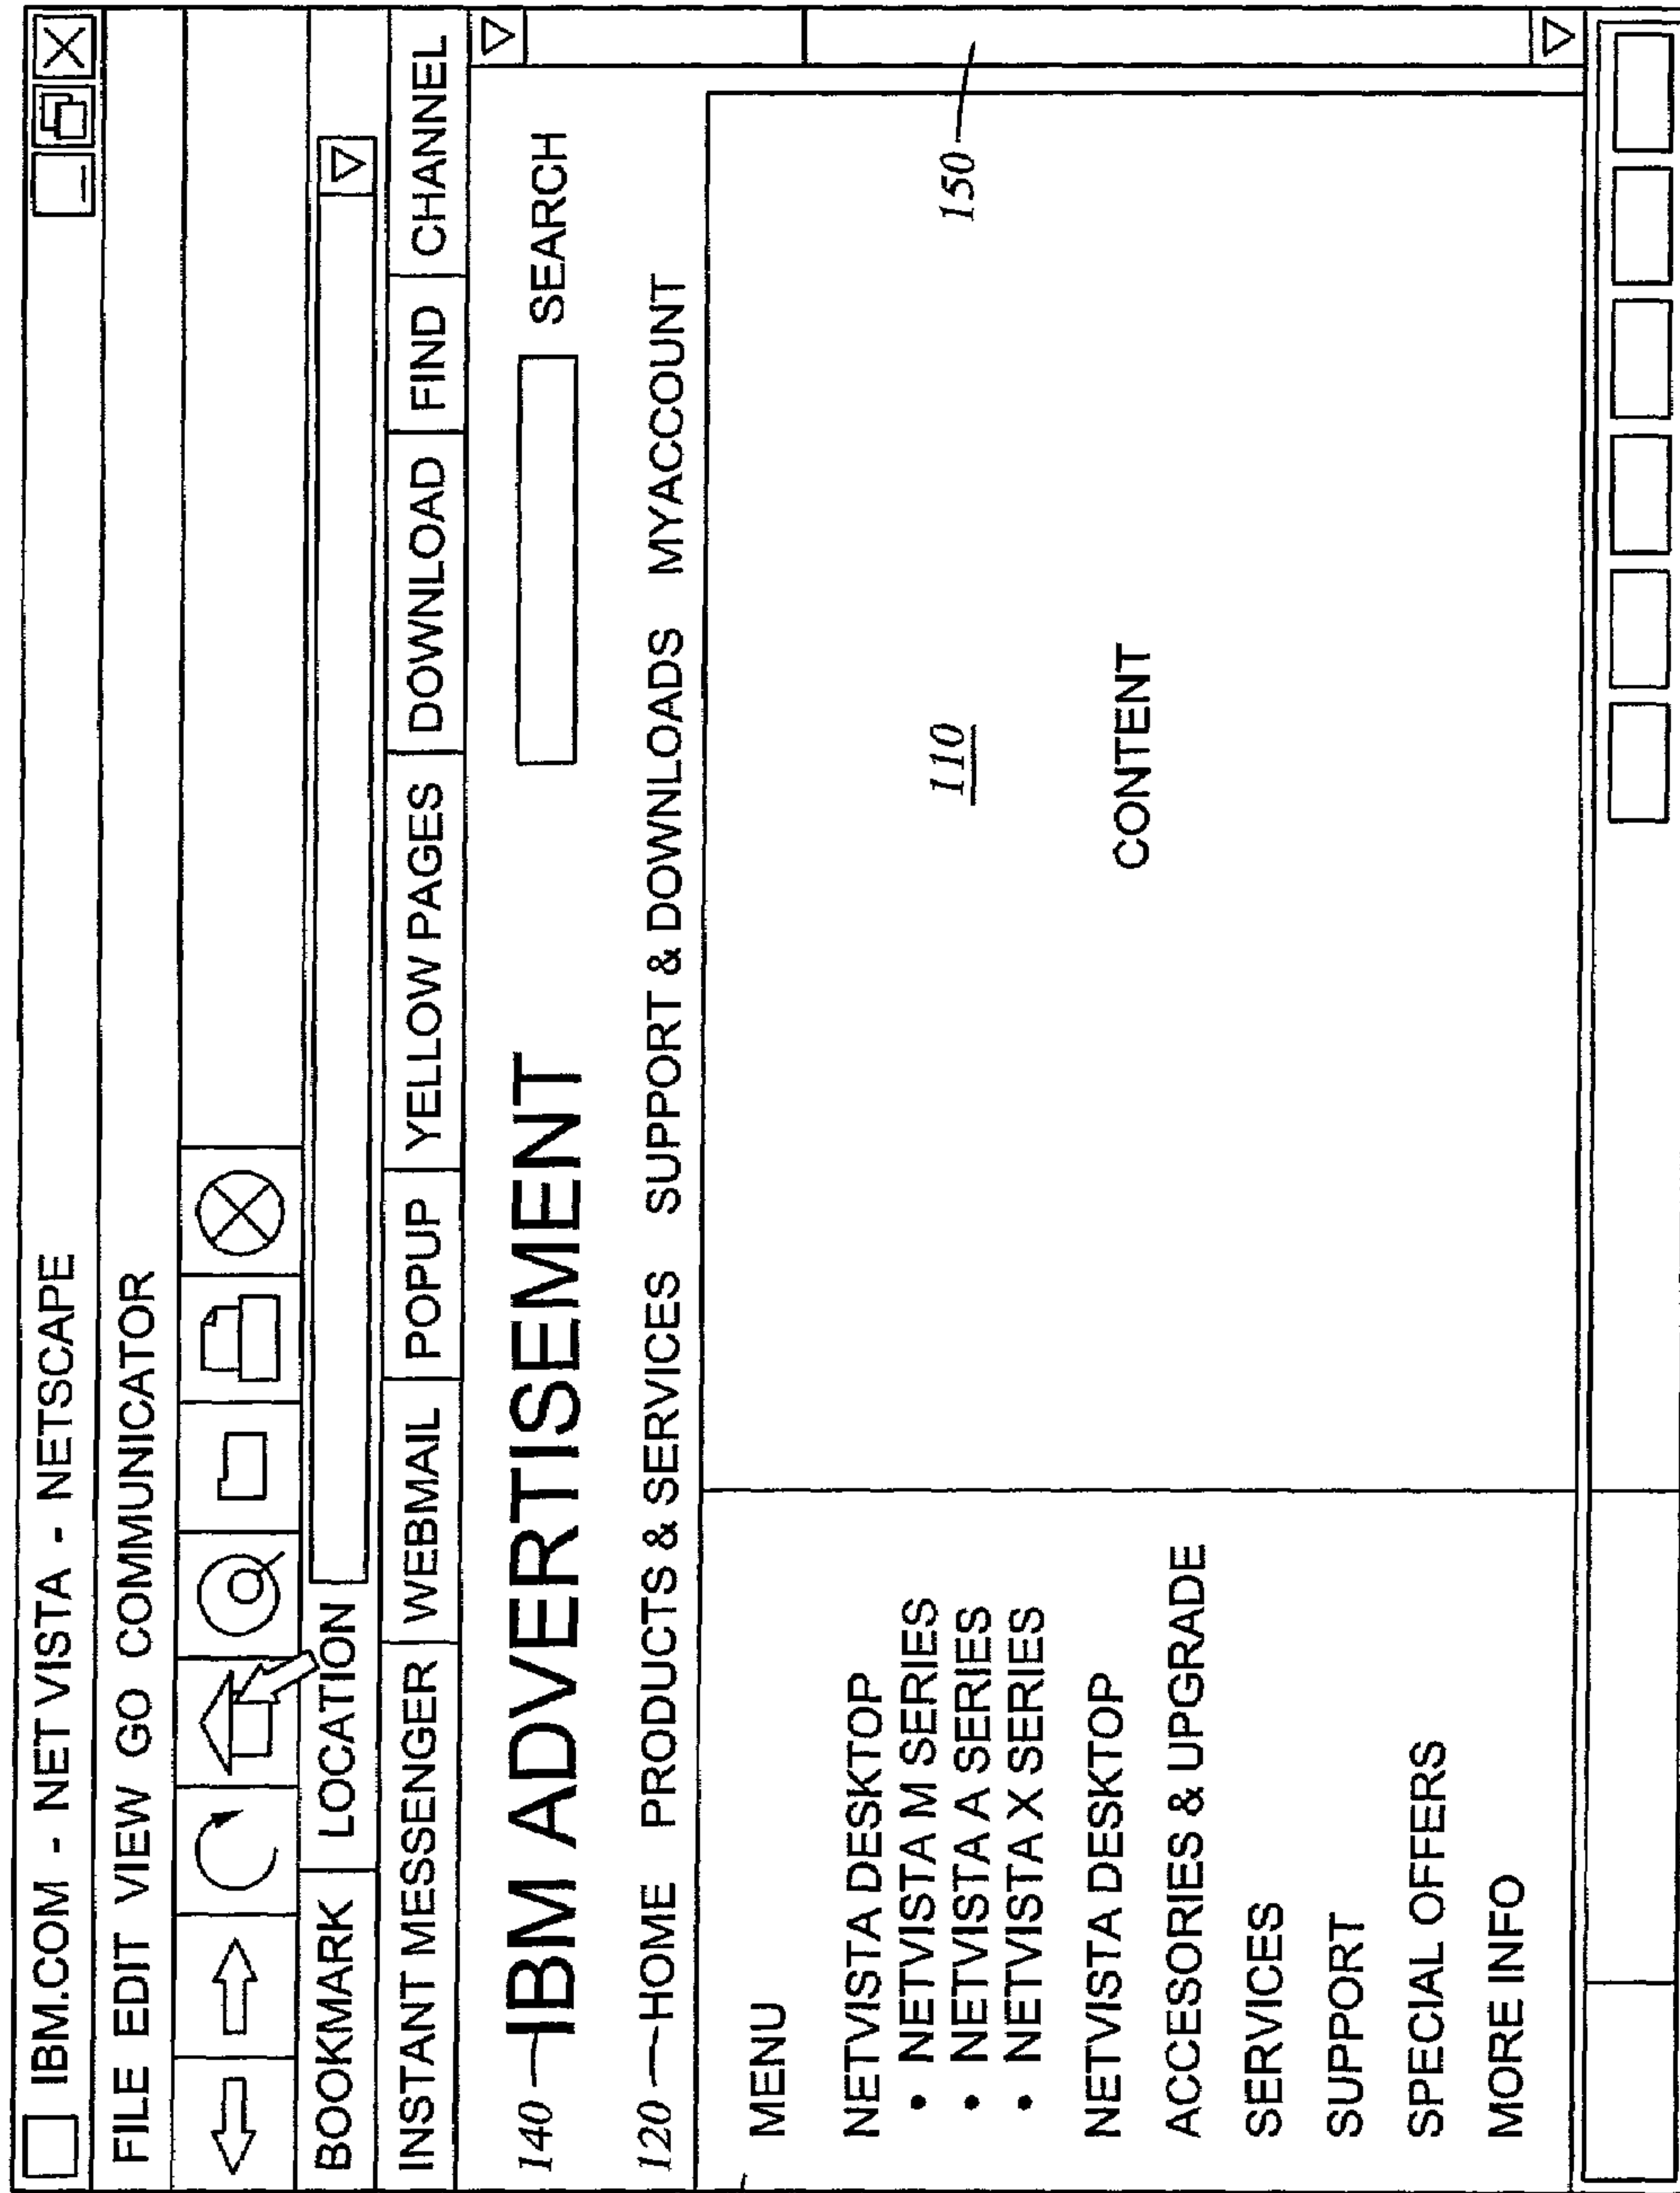 IBM.COM - NET VISTA - NETSCAPE
FILE EDIT VIEW GO COMMUNICATOR
BOOKMARK LOCATION
INSTANT MESSENGER WEBMAIL POPUP YELLOW PAGES DOWNLOAD FIND CHANNEL
140 IBM ADVERTISEMENT SEARCH
120 HOME PRODUCTS & SERVICES SUPPORT & DOWNLOADS MYACCOUNT
MENU
NETVISTA DESKTOP
• NETVISTA M SERIES
• NETVISTA A SERIES
• NETVISTA X SERIES
NETVISTA DESKTOP
ACCESSORIES & UPGRADE
SERVICES
SUPPORT
SPECIAL OFFERS
MORE INFO
110
CONTENT
150